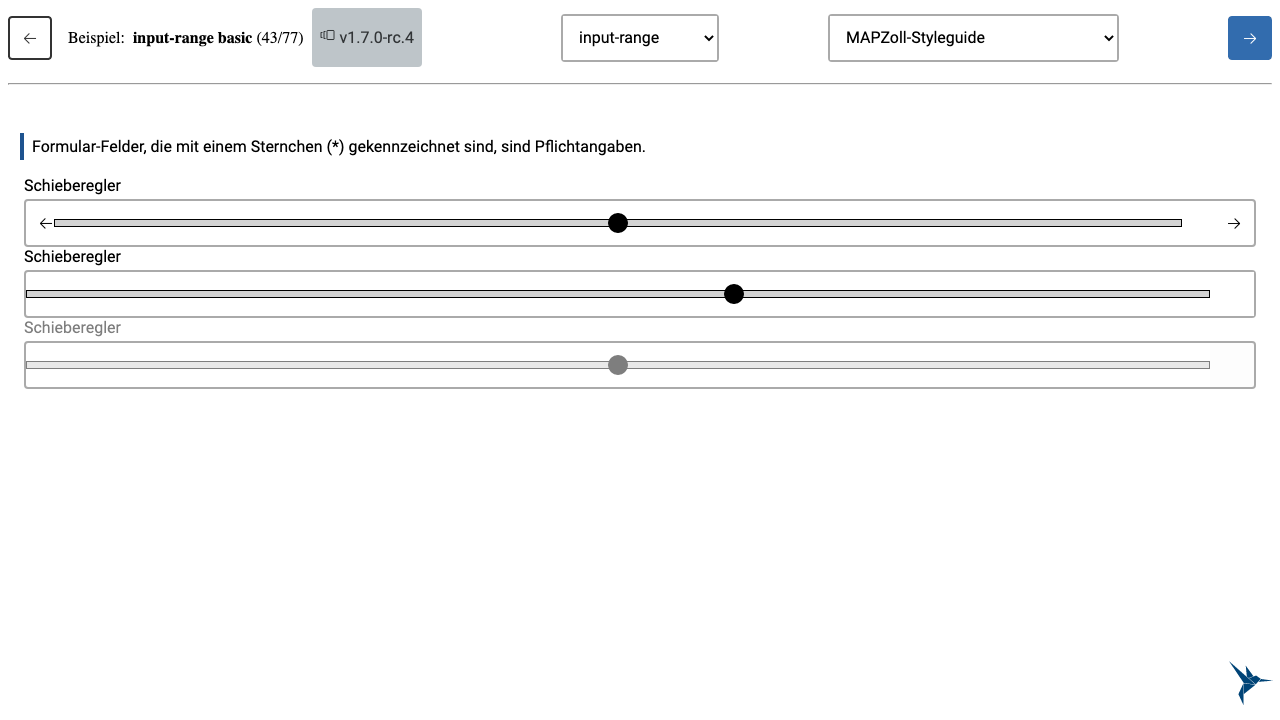 Beispiel: input-range basic (43/77) v1.7.0-rc.4 input-range MAPZoll-Styleguide
Formular-Felder, die mit einem Sternchen (*) gekennzeichnet sind, sind Pflichtangaben.
Schieberegler
Schieberegler
Schieberegler